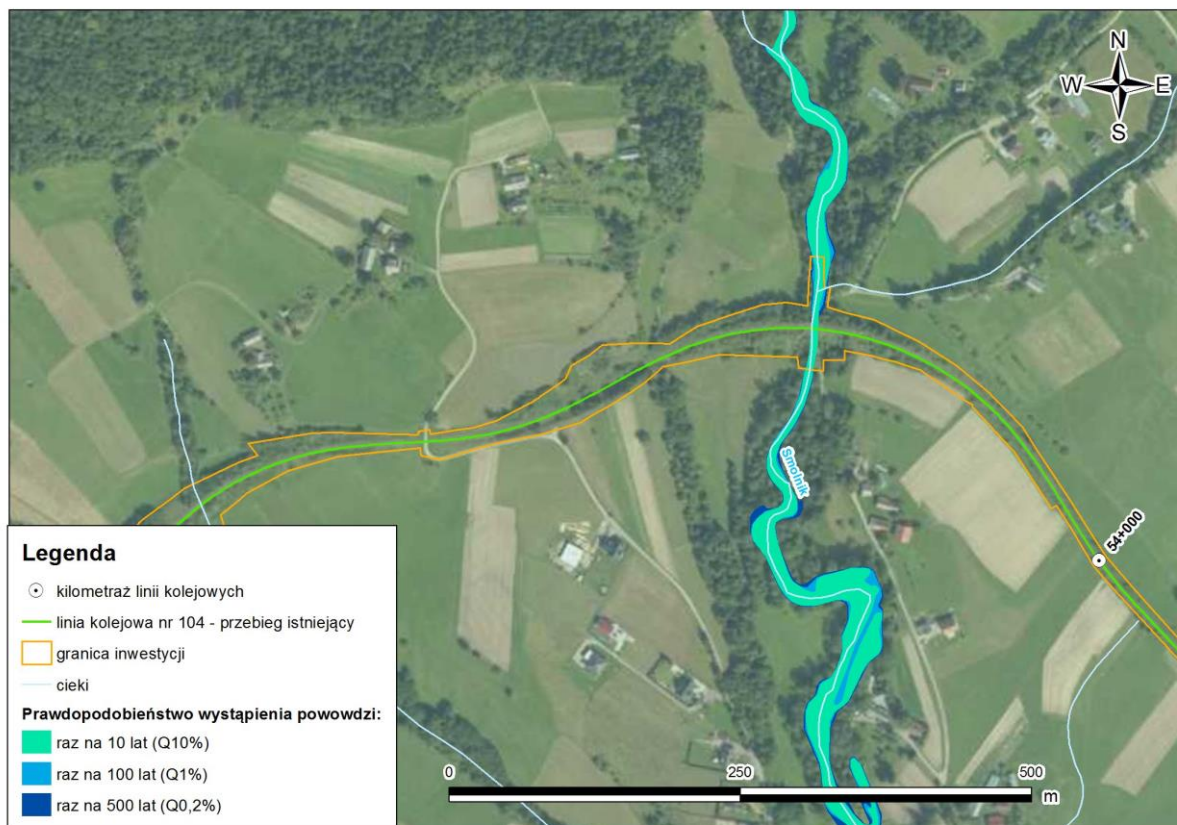 N
W E
S
Smolnik
54+000
Legenda
kilometraż linii kolejowych
linia kolejowa nr 104 - przebieg istniejący
granica inwestycji
cieki
Prawdopodobieństwo wystąpienia powowdzi:
raz na 10 lat (Q10%)
raz na 100 lat (Q1%)
raz na 500 lat (Q0,2%)
0 250 500
m